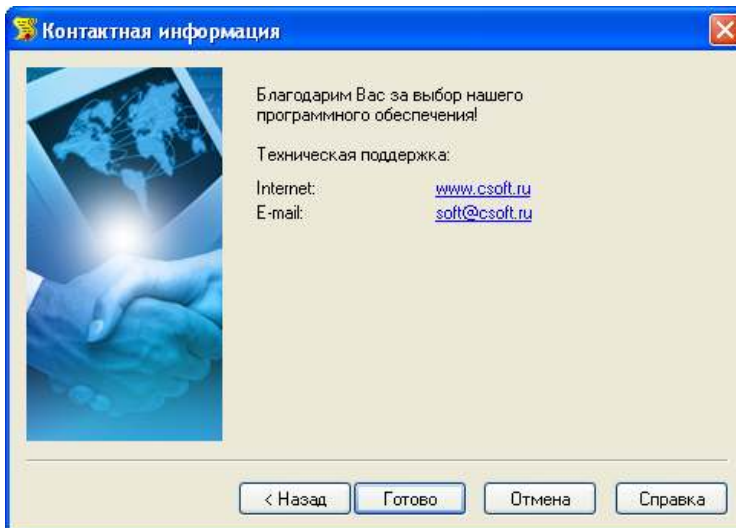 Контактная информация
Благодарим Вас за выбор нашего
программного обеспечения!
Техническая поддержка:
Internet: www.csoft.ru
E-mail: soft@csoft.ru
< Назад Готово Отмена Справка